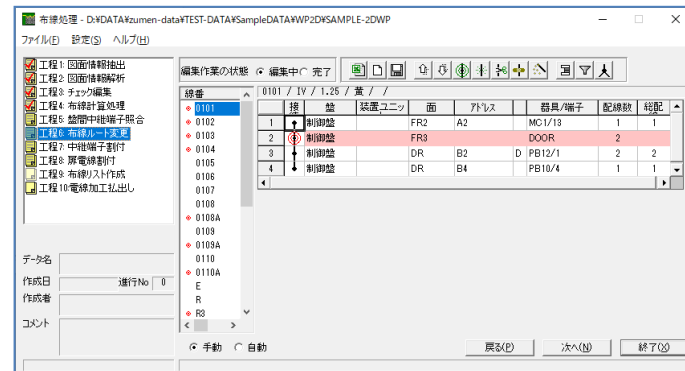 布線処理 - D:¥DATA¥zumen-data¥TEST-DATA¥SampleDATA¥WP2D¥SAMPLE-2DWP
ファイル(F) 設定(S) ヘルプ(H)
工程1: 図面情報抽出
工程2: 図面情報解析
工程3: チェック編集
工程4: 布線計算処理
工程5: 盤間中継端子照合
工程6: 布線ルート変更
工程7: 中継端子割付
工程8: 扉電線割付
工程9: 布線リスト作成
工程10:電線加工払出し
データ名
作成日 進行No 0
作成者
コメント
編集作業の状態 編集中 完了
線番
0101
0102
0103
0104
0105
0106
0107
0108
0108A
0109
0109A
0110
0110A
E
R
R3
手動 自動
0101 / IV / 1.25 / 黄 / /
接 盤 装置ユニッ 面 アドレス 器具/端子 配線数 総配
1 制御盤 FR2 A2 MC1/13 1 1
2 制御盤 FR3 DOOR 2
3 制御盤 DR B2 D PB12/1 2 2
4 制御盤 DR B4 PB10/4 1 1
戻る(P) 次へ(N) 終了(X)